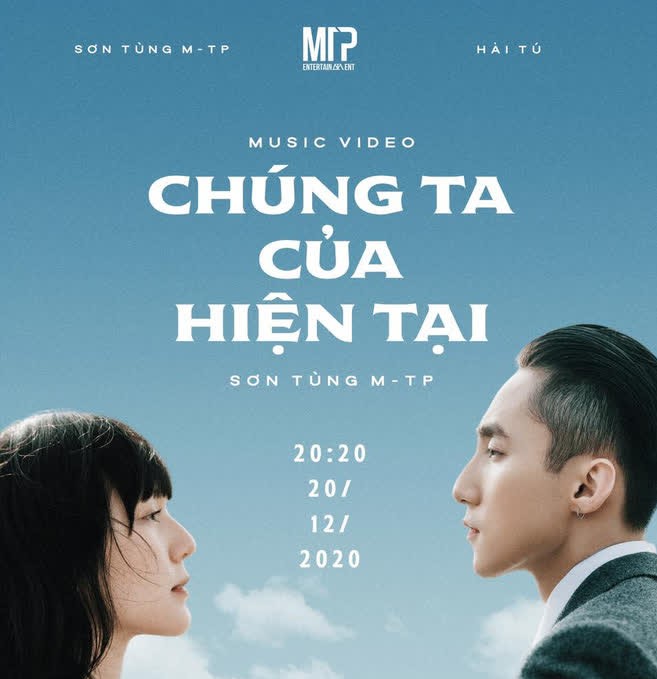 SƠN TÙNG M-TP
MTP
ENTERTAINMENT
HẢI TÚ
MUSIC VIDEO
CHÚNG TA
CỦA
HIỆN TẠI
SƠN TÙNG M-TP
20:20
20/
12/
2020